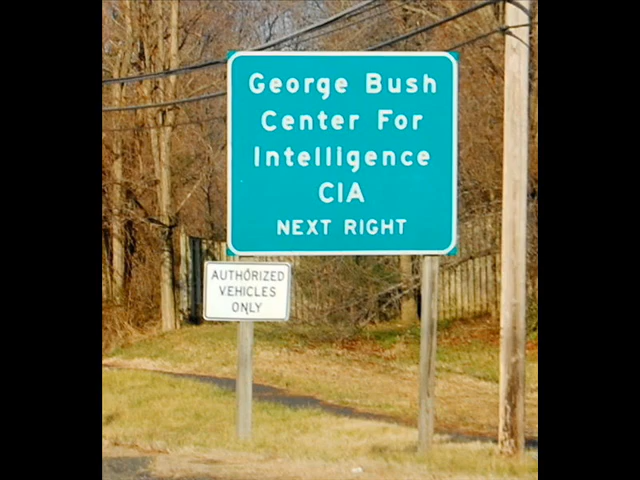 George Bush
Center For
Intelligence
CIA
NEXT RIGHT
AUTHORIZED
VEHICLES
ONLY